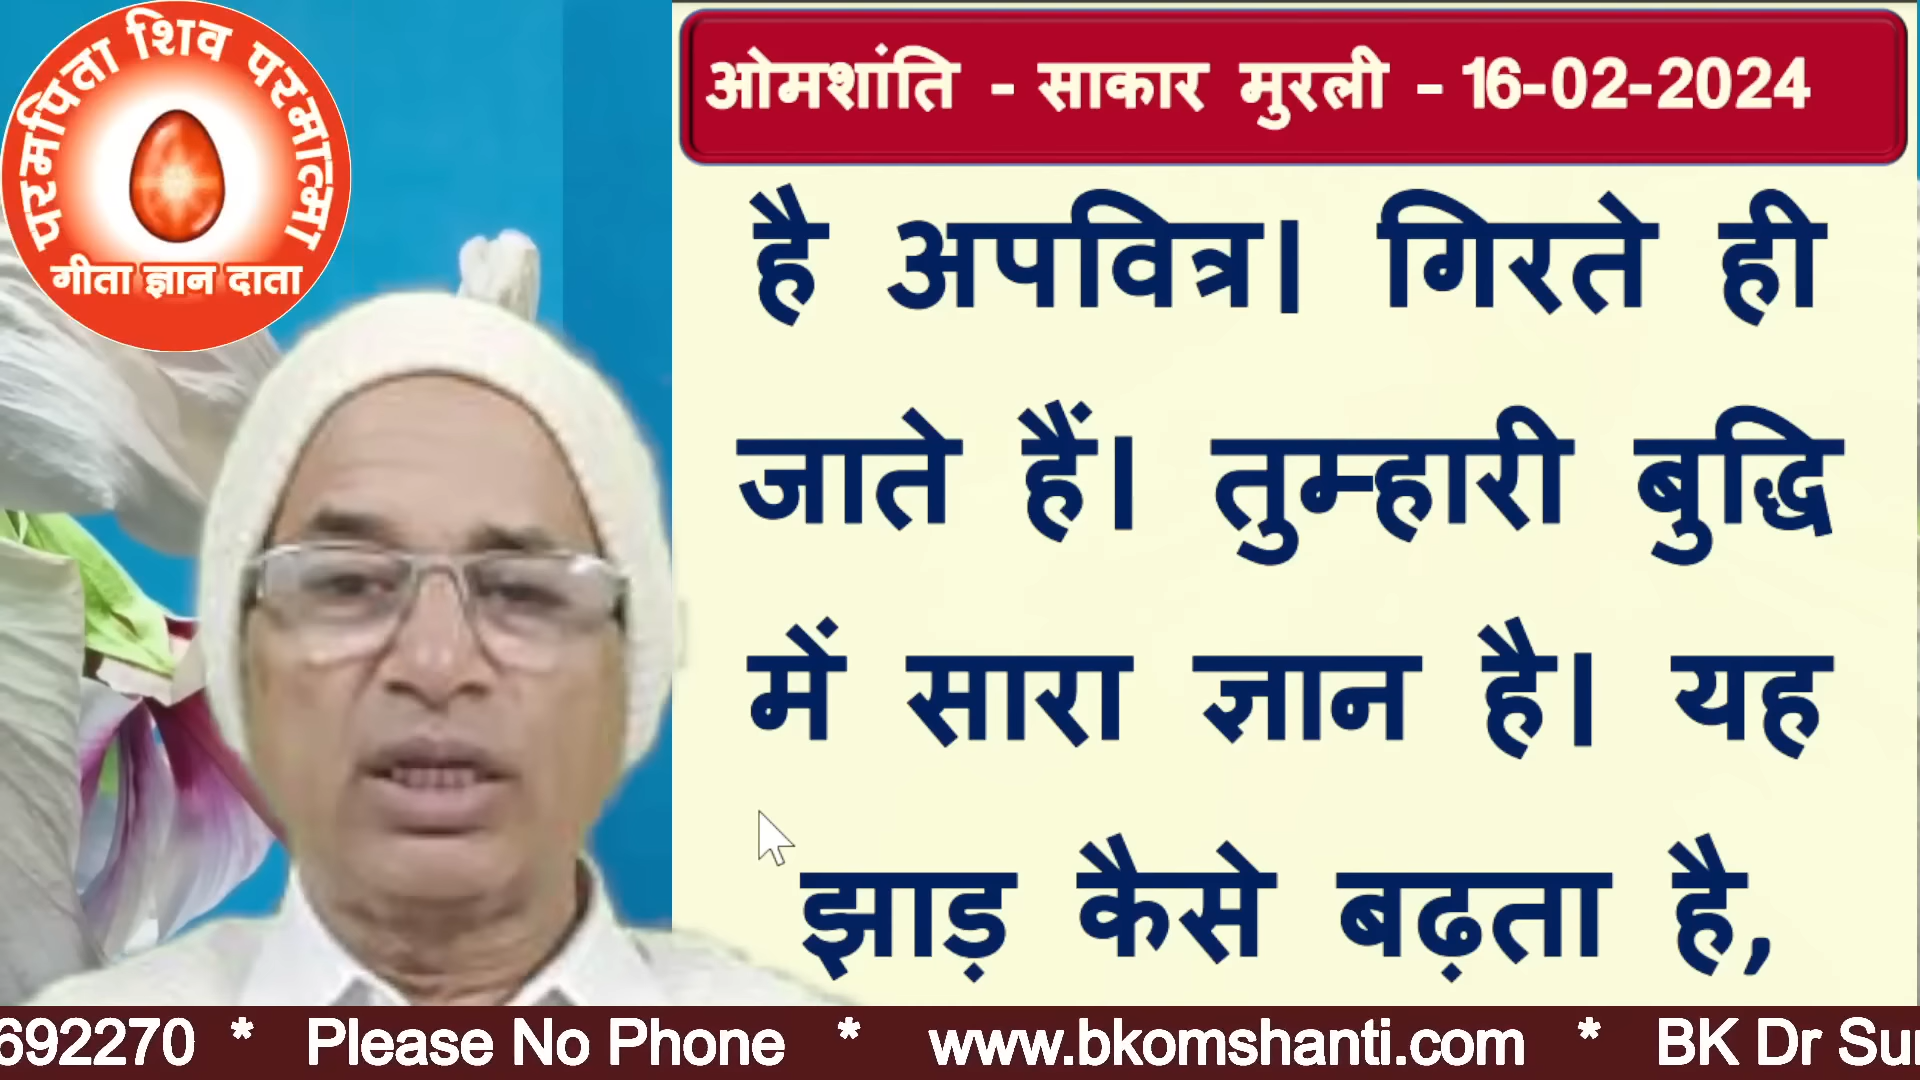 परमपिता शिव परमात्मा
गीता ज्ञान दाता
ओमशांति - साकार मुरली - 16-02-2024
है अपवित्र। गिरते ही
जाते हैं। तुम्हारी बुद्धि
में सारा ज्ञान है। यह
झाड़ कैसे बढ़ता है,
692270 * Please No Phone * www.bkomshanti.com * BK Dr Sur